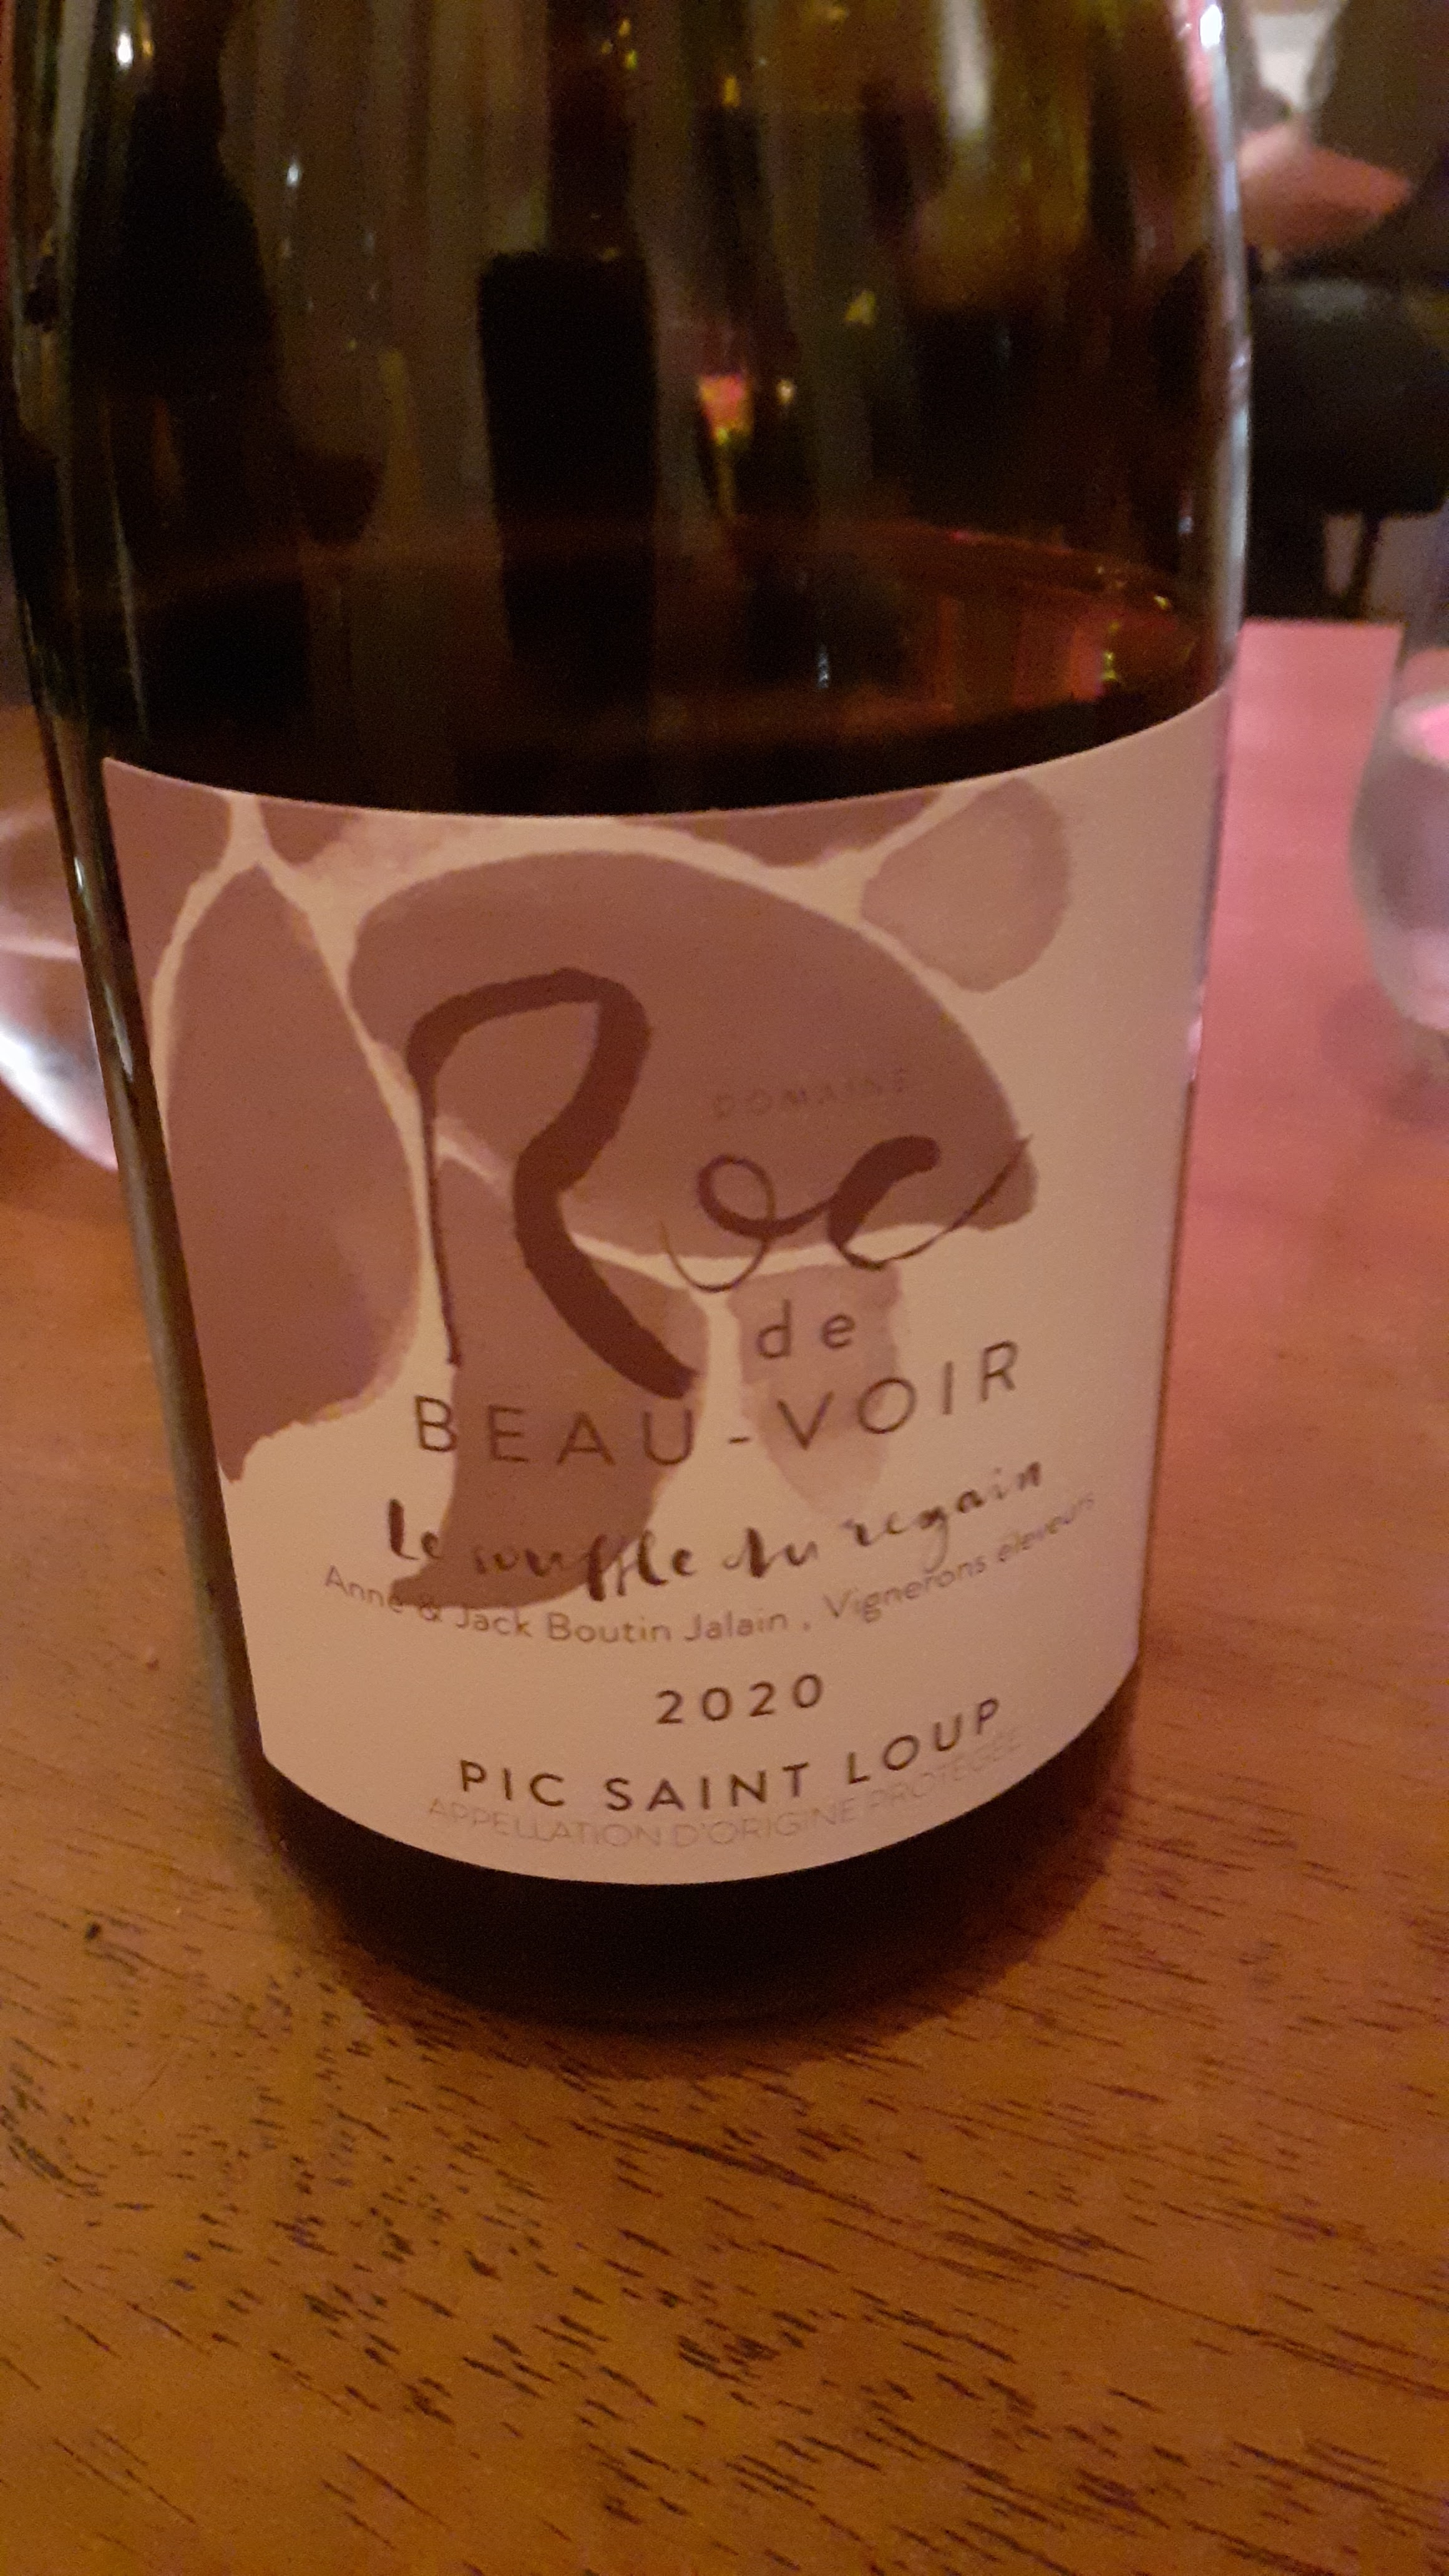 DOMAINE
Roc
de
BEAU-VOIR
Le souffle du regain
Anne & Jack Boutin Jalain, Vignerons éleveurs
2020
PIC SAINT LOUP
APPELLATION D'ORIGINE PROTÉGÉE